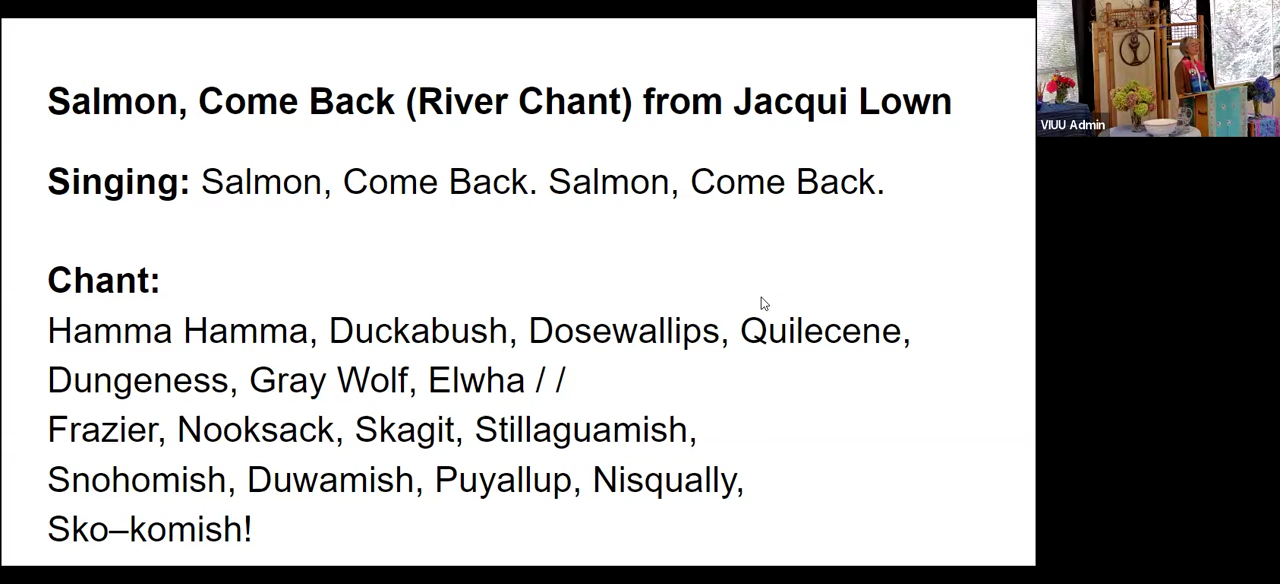 Salmon, Come Back (River Chant) from Jacqui Lown
Singing: Salmon, Come Back. Salmon, Come Back.
Chant:
Hamma Hamma, Duckabush, Dosewallips, Quilecene,
Dungeness, Gray Wolf, Elwha / /
Frazier, Nooksack, Skagit, Stillaguamish,
Snohomish, Duwamish, Puyallup, Nisqually,
Sko–komish!
VIUU Admin